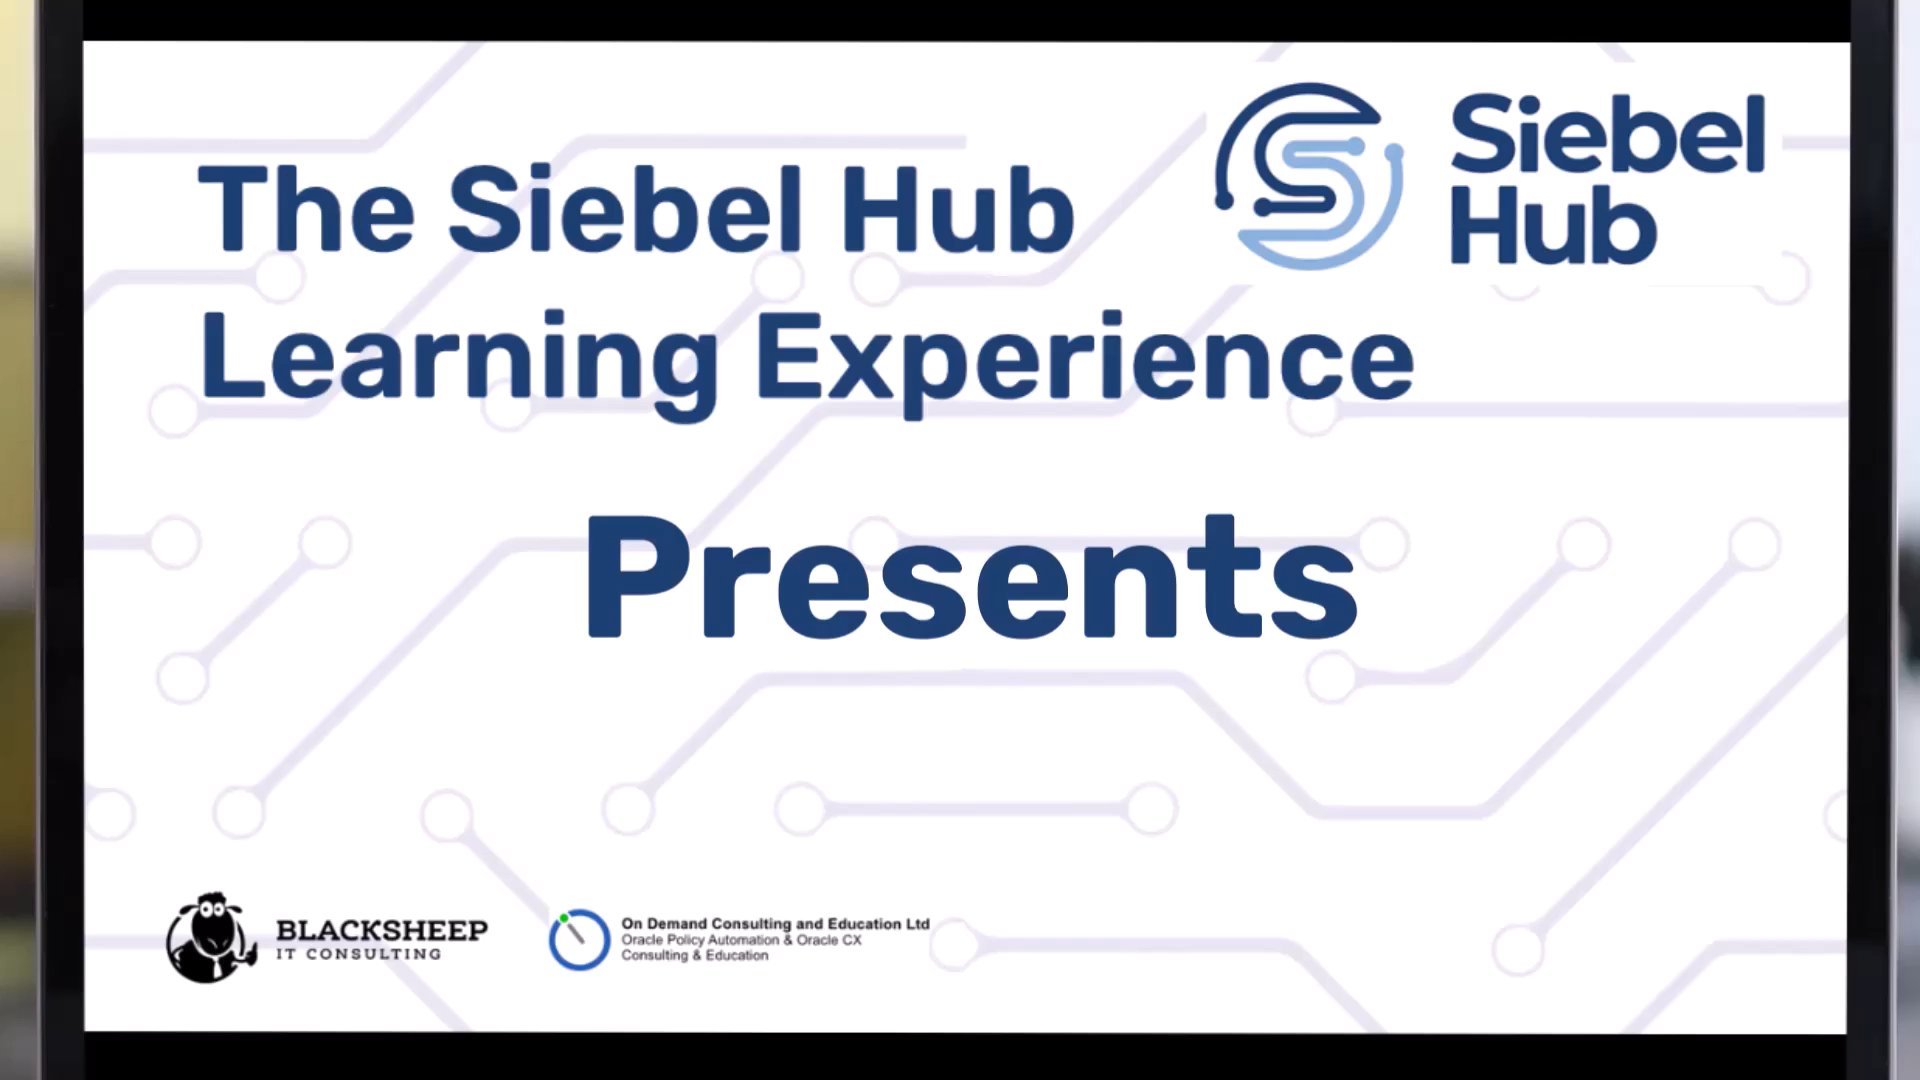 The Siebel Hub
Learning Experience
Presents
Siebel
Hub
BLACKSHEEP
IT CONSULTING
On Demand Consulting and Education Ltd
Oracle Policy Automation & Oracle CX
Consulting & Education